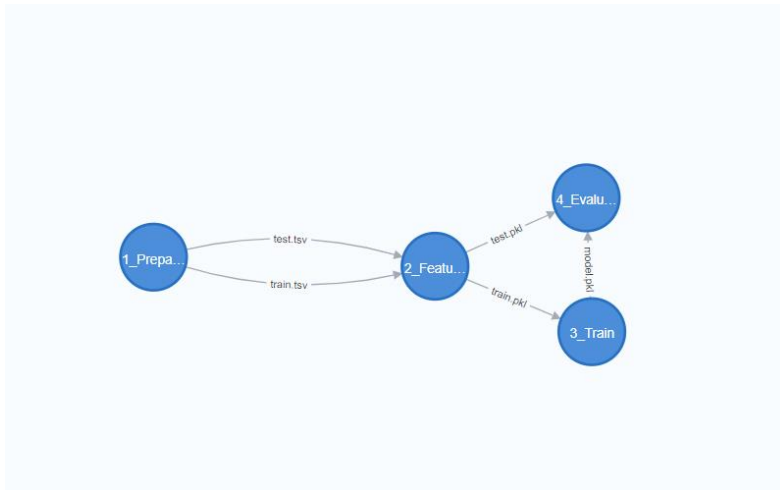 1_Prepa...
test.tsv
train.tsv
2_Featu...
test.pkl
train.pkl
4_Evalu...
model.pkl
3_Train